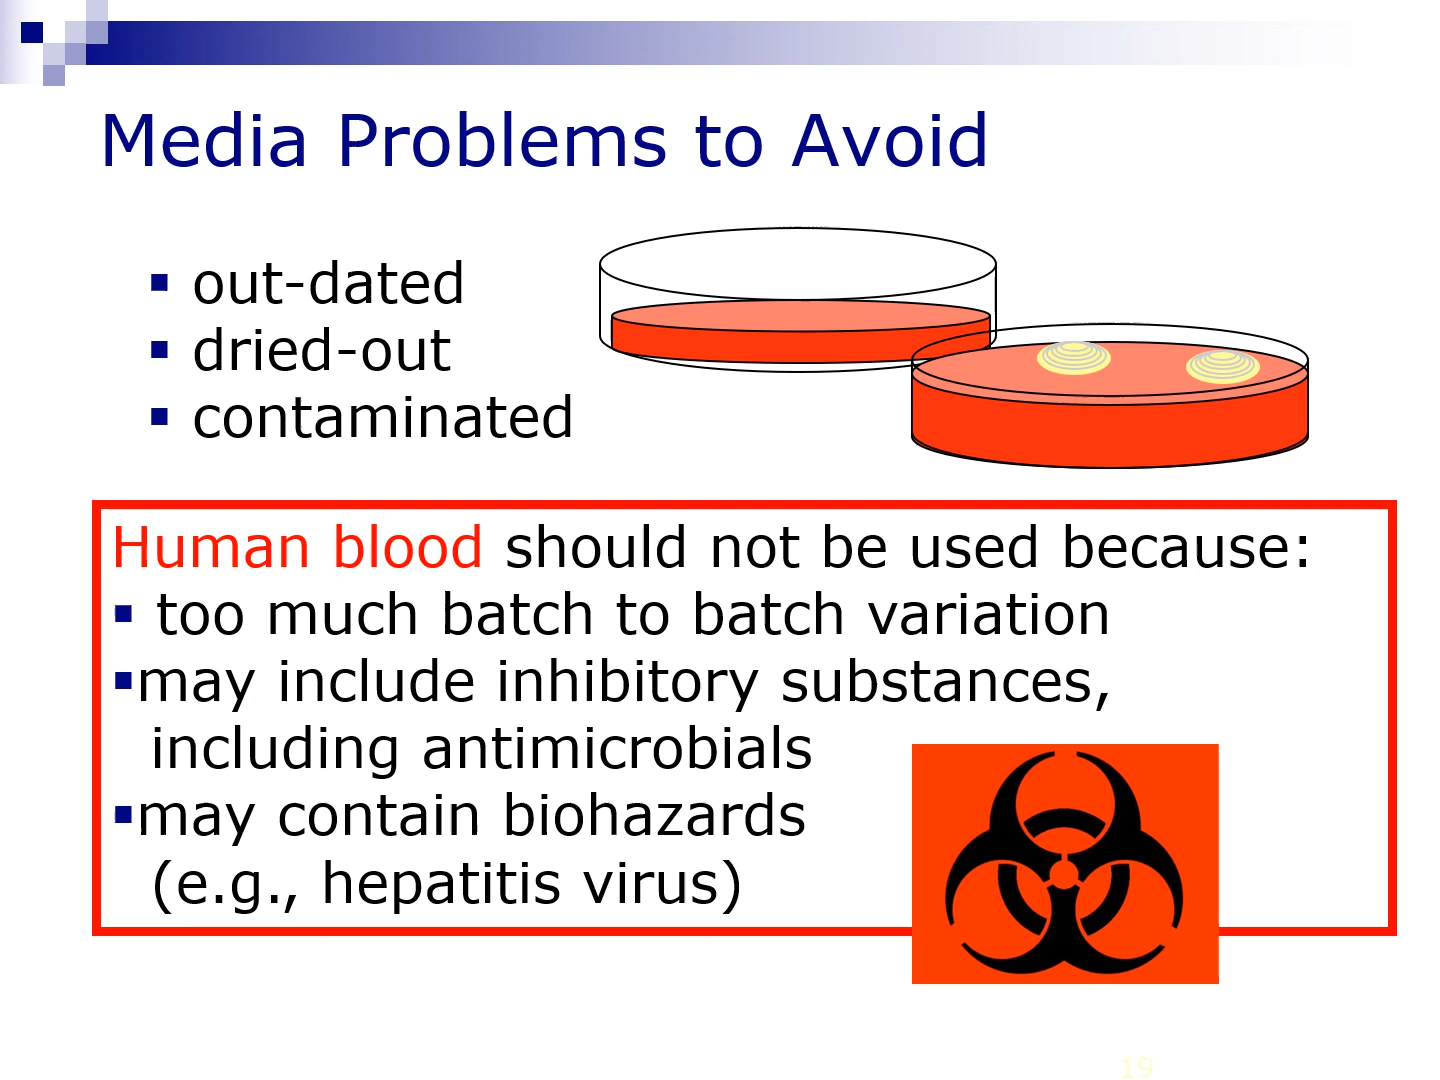 Media Problems to Avoid
▪ out-dated
▪ dried-out
▪ contaminated
Human blood should not be used because:
▪ too much batch to batch variation
▪may include inhibitory substances,
including antimicrobials
▪may contain biohazards
(e.g., hepatitis virus)
19